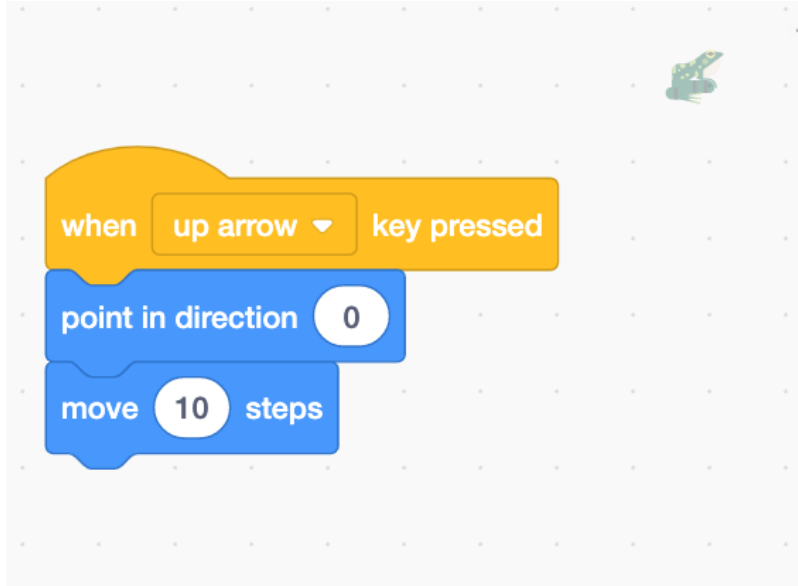 when up arrow key pressed
point in direction 0
move 10 steps